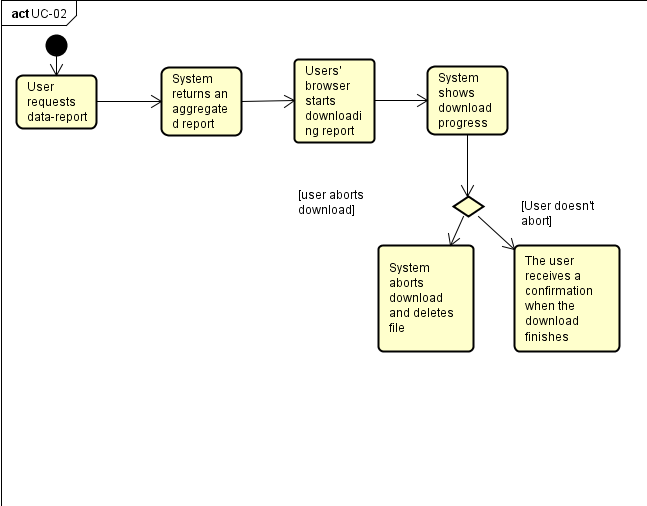 act UC-02
User
requests
data-report
System
returns an
aggregate
d report
Users'
browser
starts
downloadi
ng report
System
shows
download
progress
[user aborts
download]
[User doesn't
abort]
System
aborts
download
and deletes
file
The user
receives a
confirmation
when the
download
finishes